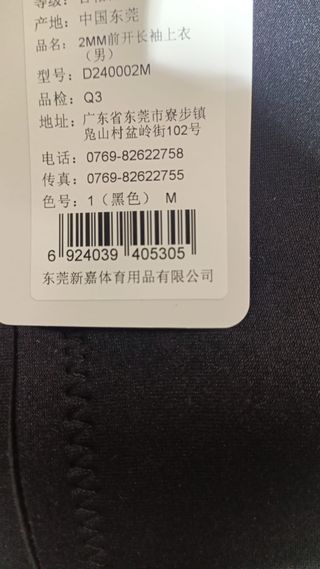 产地: 中国东莞
品名: 2MM前开长袖上衣
(男)
型号: D240002M
品检: Q3
地址: 广东省东莞市寮步镇
凫山村盆岭街102号
电话: 0769-82622758
传真: 0769-82622755
色号: 1（黑色） M
6 924039 405305
东莞新嘉体育用品有限公司